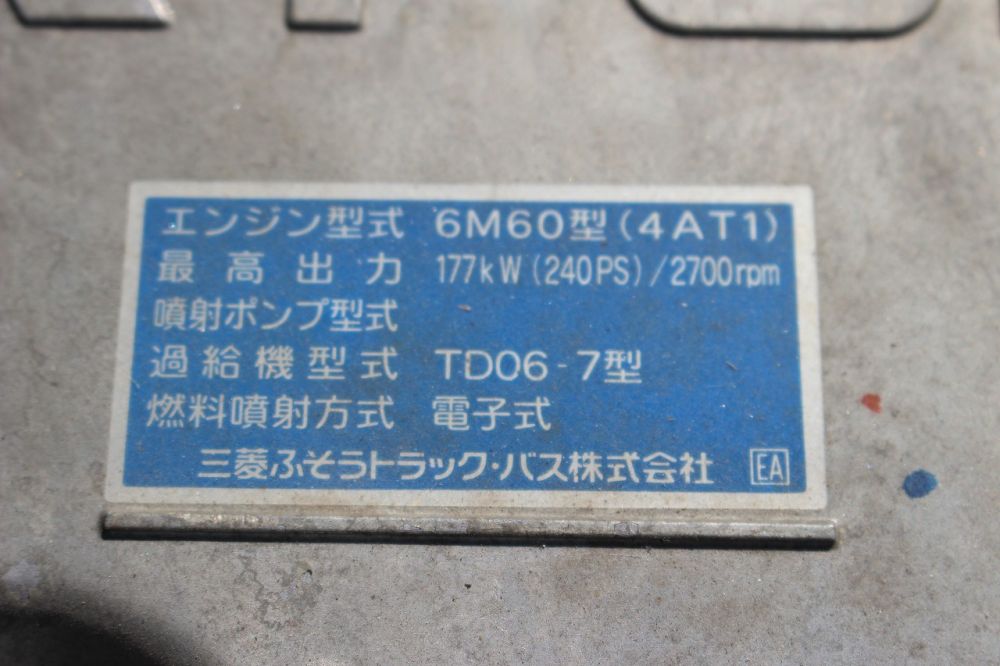 エンジン型式 6M60型(4AT1)
最高出力 177kW(240PS)/2700rpm
噴射ポンプ型式
過給機型式 TD06-7型
燃料噴射方式 電子式
三菱ふそうトラック・バス株式会社 EA